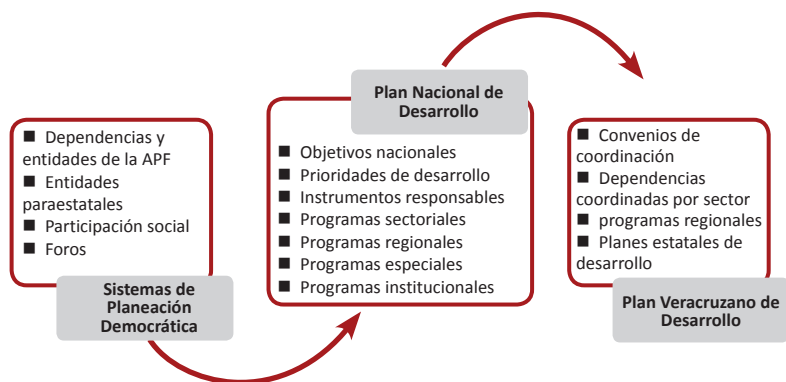 ■ Dependencias y
entidades de la APF
■ Entidades
paraestatales
■ Participación social
■ Foros
Sistemas de
Planeación
Democrática
Plan Nacional de
Desarrollo
■ Objetivos nacionales
■ Prioridades de desarrollo
■ Instrumentos responsables
■ Programas sectoriales
■ Programas regionales
■ Programas especiales
■ Programas institucionales
■ Convenios de
coordinación
■ Dependencias
coordinadas por sector
■ programas regionales
■ Planes estatales de
desarrollo
Plan Veracruzano de
Desarrollo